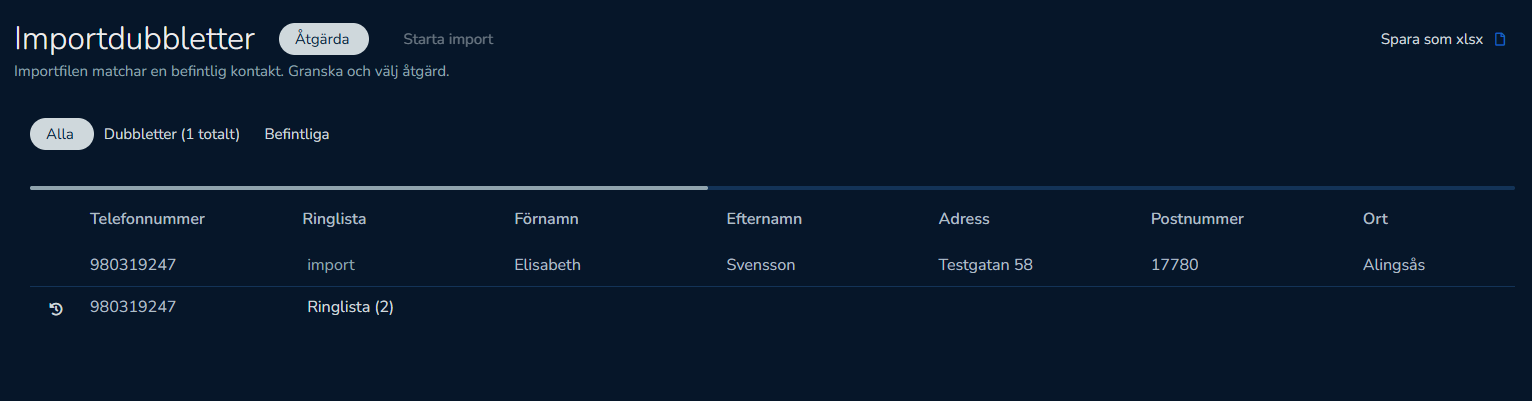 Importdubbletter Åtgärda Starta import Spara som xlsx
Importfilen matchar en befintlig kontakt. Granska och välj åtgärd.
Alla Dubbletter (1 totalt) Befintliga
Telefonnummer Ringlista Förnamn Efternamn Adress Postnummer Ort
980319247 import Elisabeth Svensson Testgatan 58 17780 Alingsås
980319247 Ringlista (2)